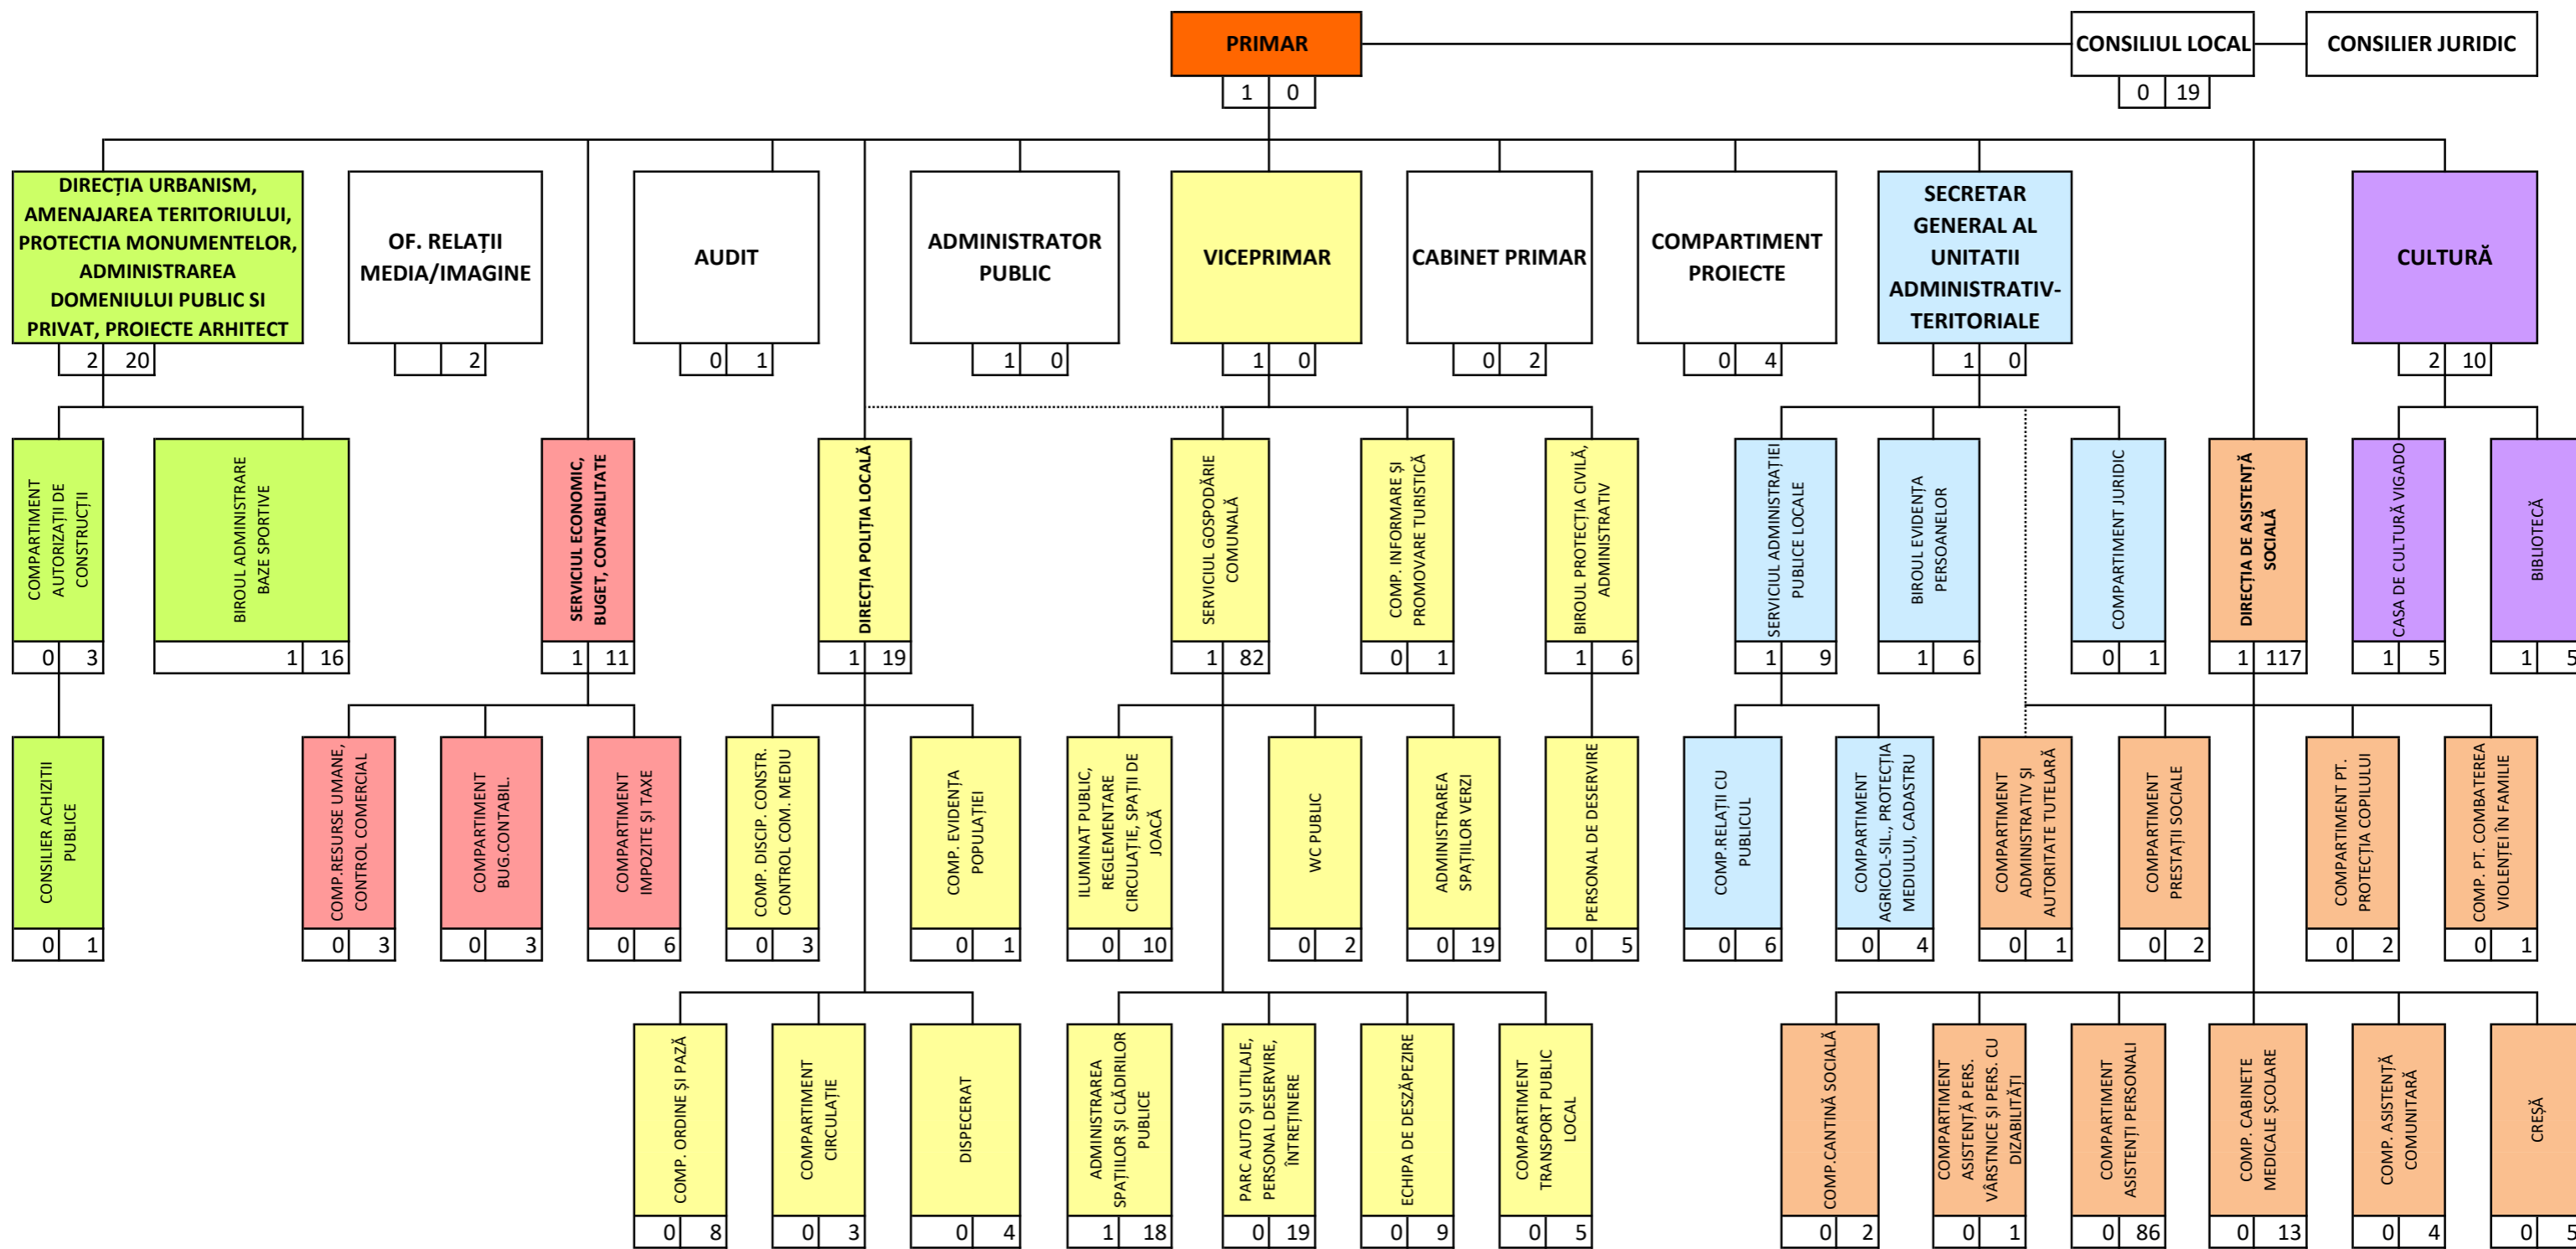 PRIMAR
CONSILIUL LOCAL
CONSILIER JURIDIC
1 0
0 19
DIRECȚIA URBANISM,
AMENAJAREA TERITORIULUI,
PROTECTIA MONUMENTELOR,
ADMINISTRAREA
DOMENIULUI PUBLIC SI
PRIVAT, PROIECTE ARHITECT
2 20
OF. RELAȚII
MEDIA/IMAGINE
2
AUDIT
0 1
ADMINISTRATOR
PUBLIC
1 0
VICEPRIMAR
1 0
CABINET PRIMAR
0 2
COMPARTIMENT
PROIECTE
0 4
SECRETAR
GENERAL AL
UNITATII
ADMINISTRATIV-
TERITORIALE
1 0
CULTURĂ
2 10
COMPARTIMENT
AUTORIZAȚII DE
CONSTRUCȚII
0 3
BIROUL ADMINISTRARE
BAZE SPORTIVE
1 16
SERVICIUL ECONOMIC,
BUGET, CONTABILITATE
1 11
DIRECȚIA POLIȚIA LOCALĂ
1 19
SERVICIUL GOSPODĂRIE
COMUNALĂ
1 82
COMP. INFORMARE ȘI
PROMOVARE TURISTICĂ
0 1
BIROUL PROTECȚIA CIVILĂ,
ADMINISTRATIV
1 6
SERVICIUL ADMINISTRAȚIEI
PUBLICE LOCALE
1 9
BIROUL EVIDENȚA
PERSOANELOR
1 6
COMPARTIMENT JURIDIC
0 1
DIRECȚIA DE ASISTENȚĂ
SOCIALĂ
1 117
CASA DE CULTURĂ VIGADO
1 5
BIBLIOTECĂ
1 5
CONSILIER ACHIZITII
PUBLICE
0 1
COMP.RESURSE UMANE,
CONTROL COMERCIAL
0 3
COMPARTIMENT
BUG.CONTABIL.
0 3
COMPARTIMENT
IMPOZITE ȘI TAXE
0 6
COMP. DISCIP. CONSTR.
CONTROL COM. MEDIU
0 3
COMP. EVIDENȚA
POPULAȚIEI
0 1
ILUMINAT PUBLIC,
REGLEMENTARE
CIRCULAȚIE, SPAȚII DE
JOACĂ
0 10
WC PUBLIC
0 2
ADMINISTRAREA
SPAȚIILOR VERZI
0 19
PERSONAL DE DESERVIRE
0 5
COMP.RELAȚII CU
PUBLICUL
0 6
COMPARTIMENT
AGRICOL-SIL., PROTECȚIA
MEDIULUI, CADASTRU
0 4
COMPARTIMENT
ADMINISTRATIV ȘI
AUTORITATE TUTELARĂ
0 1
COMPARTIMENT
PRESTAȚII SOCIALE
0 2
COMPARTIMENT PT.
PROTECȚIA COPILULUI
0 2
COMP. PT. COMBATEREA
VIOLENȚEI ÎN FAMILIE
0 1
COMP. ORDINE ȘI PAZĂ
0 8
COMPARTIMENT
CIRCULAȚIE
0 3
DISPECERAT
0 4
ADMINISTRAREA
SPAȚIILOR ȘI CLĂDIRILOR
PUBLICE
1 18
PARC AUTO ȘI UTILAJE,
PERSONAL DESERVIRE,
ÎNTREȚINERE
0 19
ECHIPA DE DESZĂPEZIRE
0 9
COMPARTIMENT
TRANSPORT PUBLIC
LOCAL
0 5
COMP.CANTINĂ SOCIALĂ
0 2
COMPARTIMENT
ASISTENȚĂ PERS.
VÂRSTNICE ȘI PERS. CU
DIZABILITĂȚI
0 1
COMPARTIMENT
ASISTENȚI PERSONALI
0 86
COMP. CABINETE
MEDICALE ȘCOLARE
0 13
COMP. ASISTENȚĂ
COMUNITARĂ
0 4
CREȘĂ
0 5